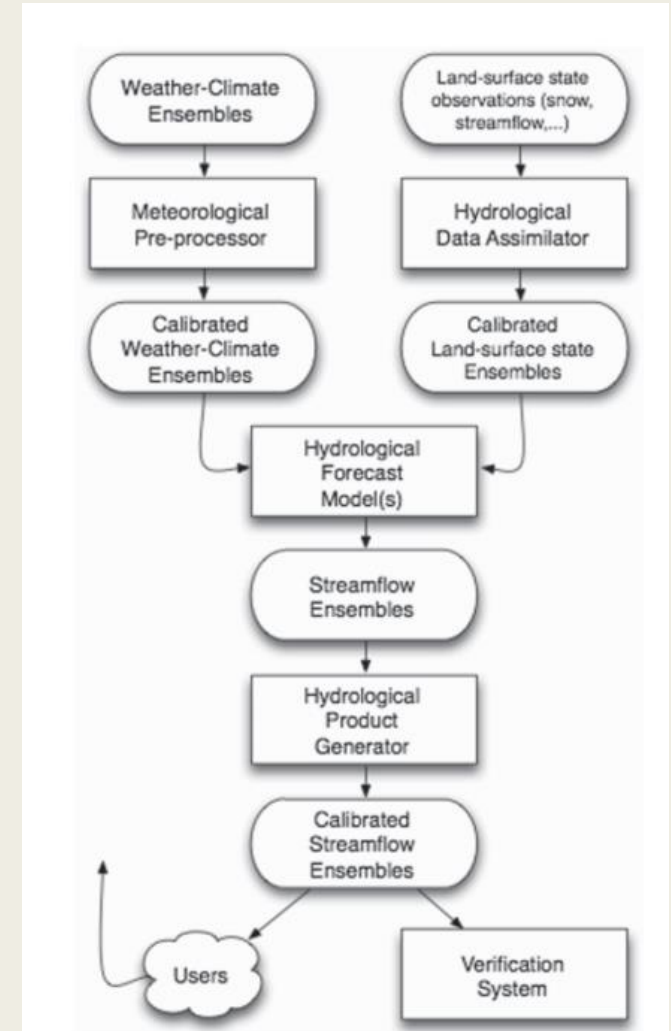 Weather-Climate
Ensembles
Land-surface state
observations (snow,
streamflow,...)
Meteorological
Pre-processor
Hydrological
Data Assimilator
Calibrated
Weather-Climate
Ensembles
Calibrated
Land-surface state
Ensembles
Hydrological
Forecast
Model(s)
Streamflow
Ensembles
Hydrological
Product
Generator
Calibrated
Streamflow
Ensembles
Users
Verification
System